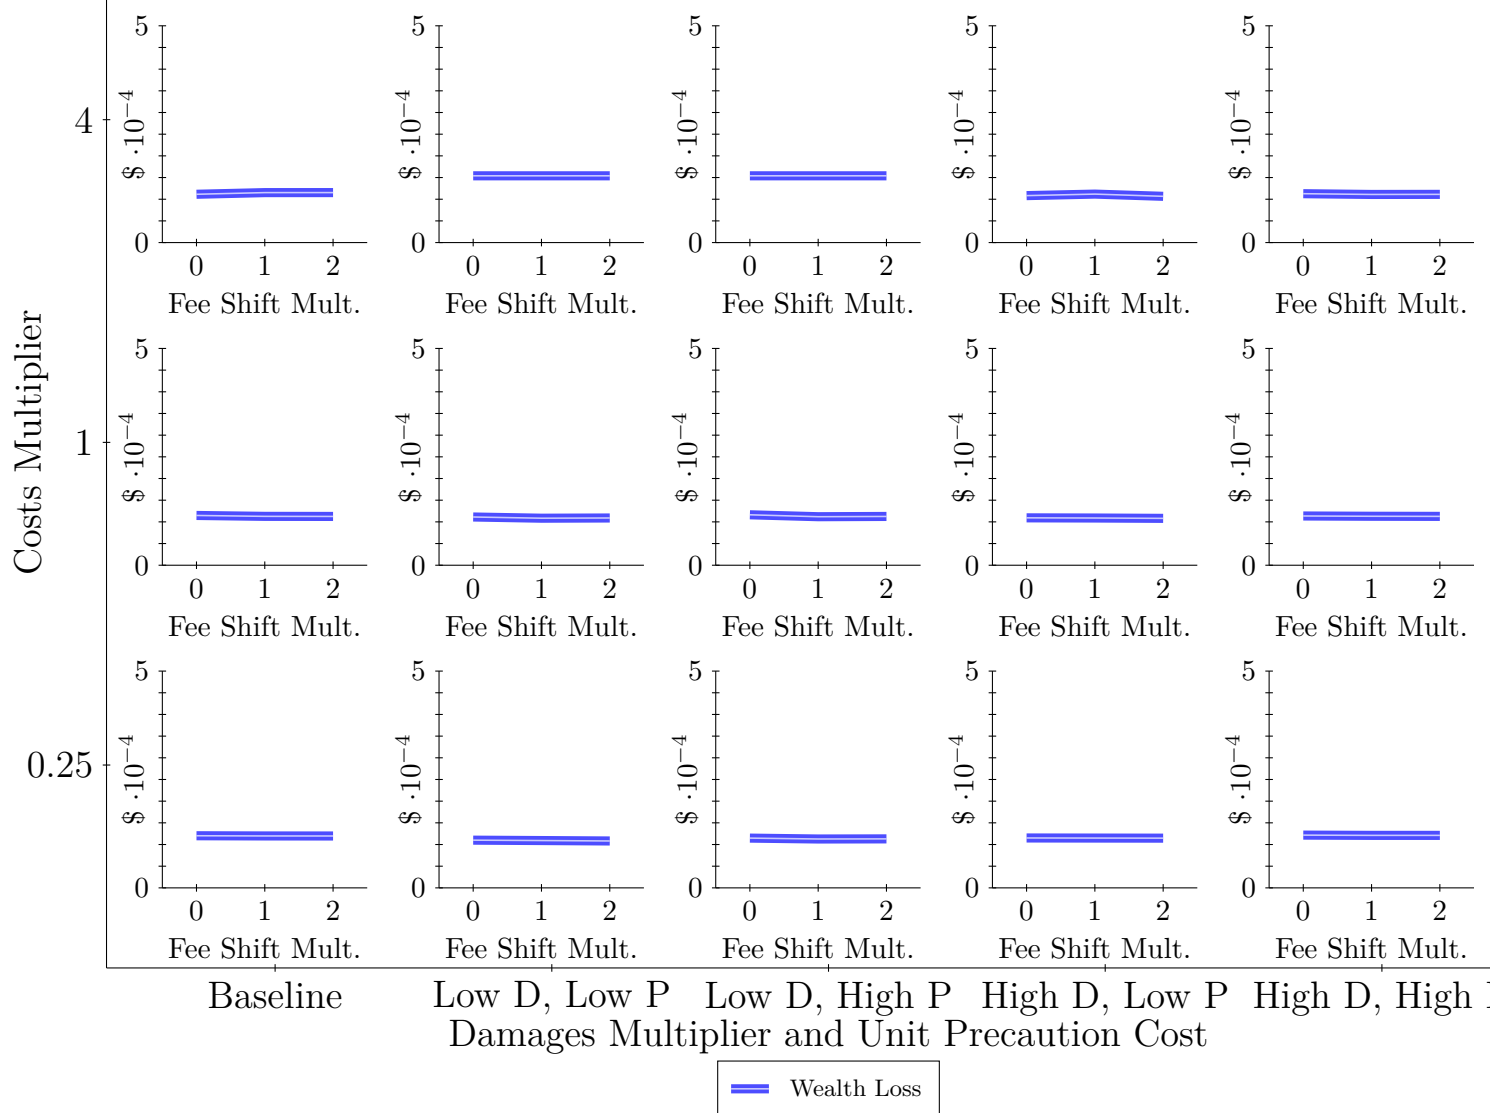 5 5 5 5 5
$ ·10⁻⁴ $ ·10⁻⁴ $ ·10⁻⁴ $ ·10⁻⁴ $ ·10⁻⁴
4
0 0 0 0 0
0 1 2 0 1 2 0 1 2 0 1 2 0 1 2
Fee Shift Mult. Fee Shift Mult. Fee Shift Mult. Fee Shift Mult. Fee Shift Mult.
Costs Multiplier
5 5 5 5 5
$ ·10⁻⁴ $ ·10⁻⁴ $ ·10⁻⁴ $ ·10⁻⁴ $ ·10⁻⁴
1
0 0 0 0 0
0 1 2 0 1 2 0 1 2 0 1 2 0 1 2
Fee Shift Mult. Fee Shift Mult. Fee Shift Mult. Fee Shift Mult. Fee Shift Mult.
5 5 5 5 5
$ ·10⁻⁴ $ ·10⁻⁴ $ ·10⁻⁴ $ ·10⁻⁴ $ ·10⁻⁴
0.25
0 0 0 0 0
0 1 2 0 1 2 0 1 2 0 1 2 0 1 2
Fee Shift Mult. Fee Shift Mult. Fee Shift Mult. Fee Shift Mult. Fee Shift Mult.
Baseline Low D, Low P Low D, High P High D, Low P High D, High
Damages Multiplier and Unit Precaution Cost
Wealth Loss